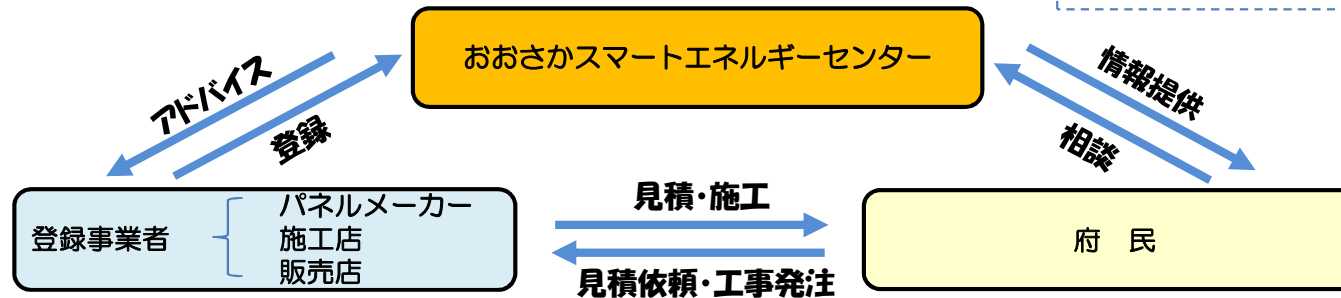 おおさかスマートエネルギーセンター
アドバイス
登録
情報提供
相談
登録事業者
パネルメーカー
施工店
販売店
見積・施工
見積依頼・工事発注
府　民